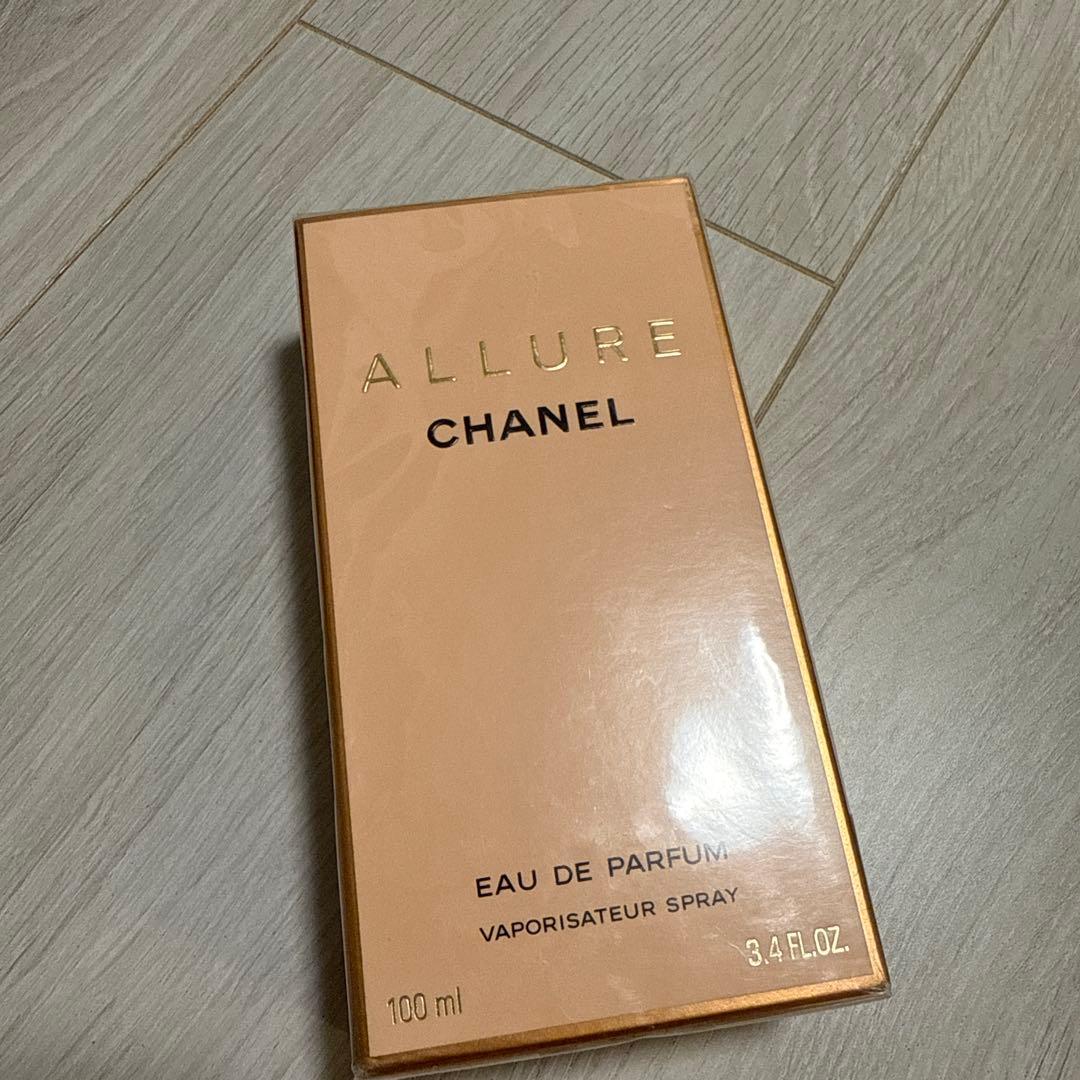 ALLURE
CHANEL
EAU DE PARFUM
VAPORISATEUR SPRAY
100 ml
3.4 FL.OZ.